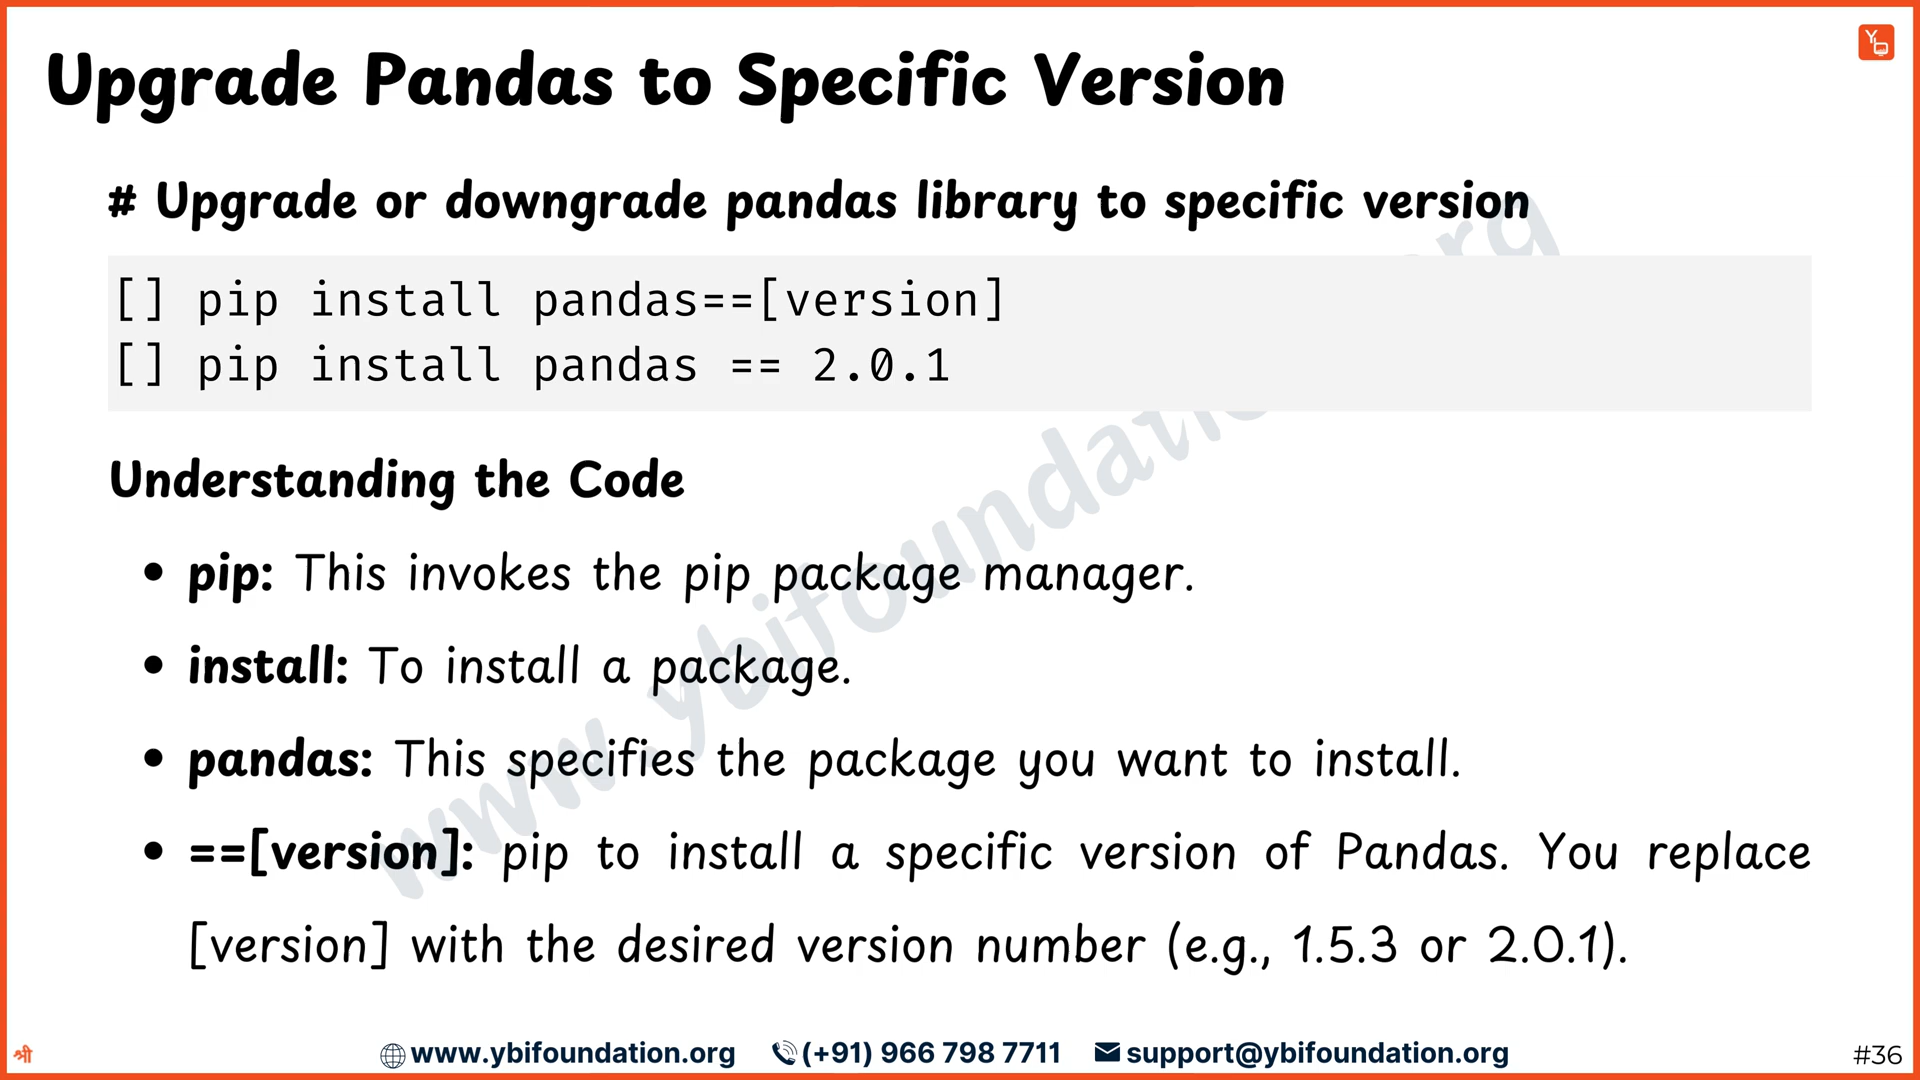 Upgrade Pandas to Specific Version
# Upgrade or downgrade pandas library to specific version
[] pip install pandas==[version]
[] pip install pandas == 2.0.1
Understanding the Code
• pip: This invokes the pip package manager.
• install: To install a package.
• pandas: This specifies the package you want to install.
• ==[version]: pip to install a specific version of Pandas. You replace
[version] with the desired version number (e.g., 1.5.3 or 2.0.1).
www.ybifoundation.org
श्री
www.ybifoundation.org (+91) 966 798 7711 support@ybifoundation.org
#36